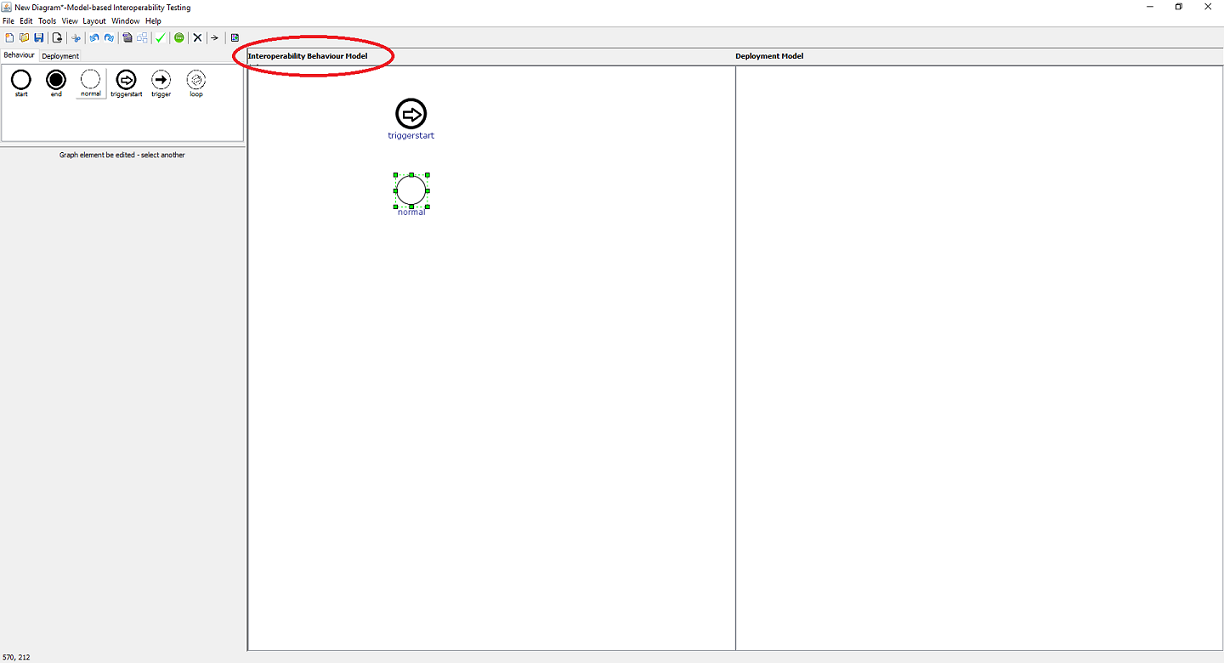 New Diagram*-Model-based Interoperability Testing
File Edit Tools View Layout Window Help
Behaviour Deployment
Interoperability Behaviour Model
Deployment Model
start end normal triggerstart trigger loop
Graph element be edited - select another
triggerstart
normal
570, 212